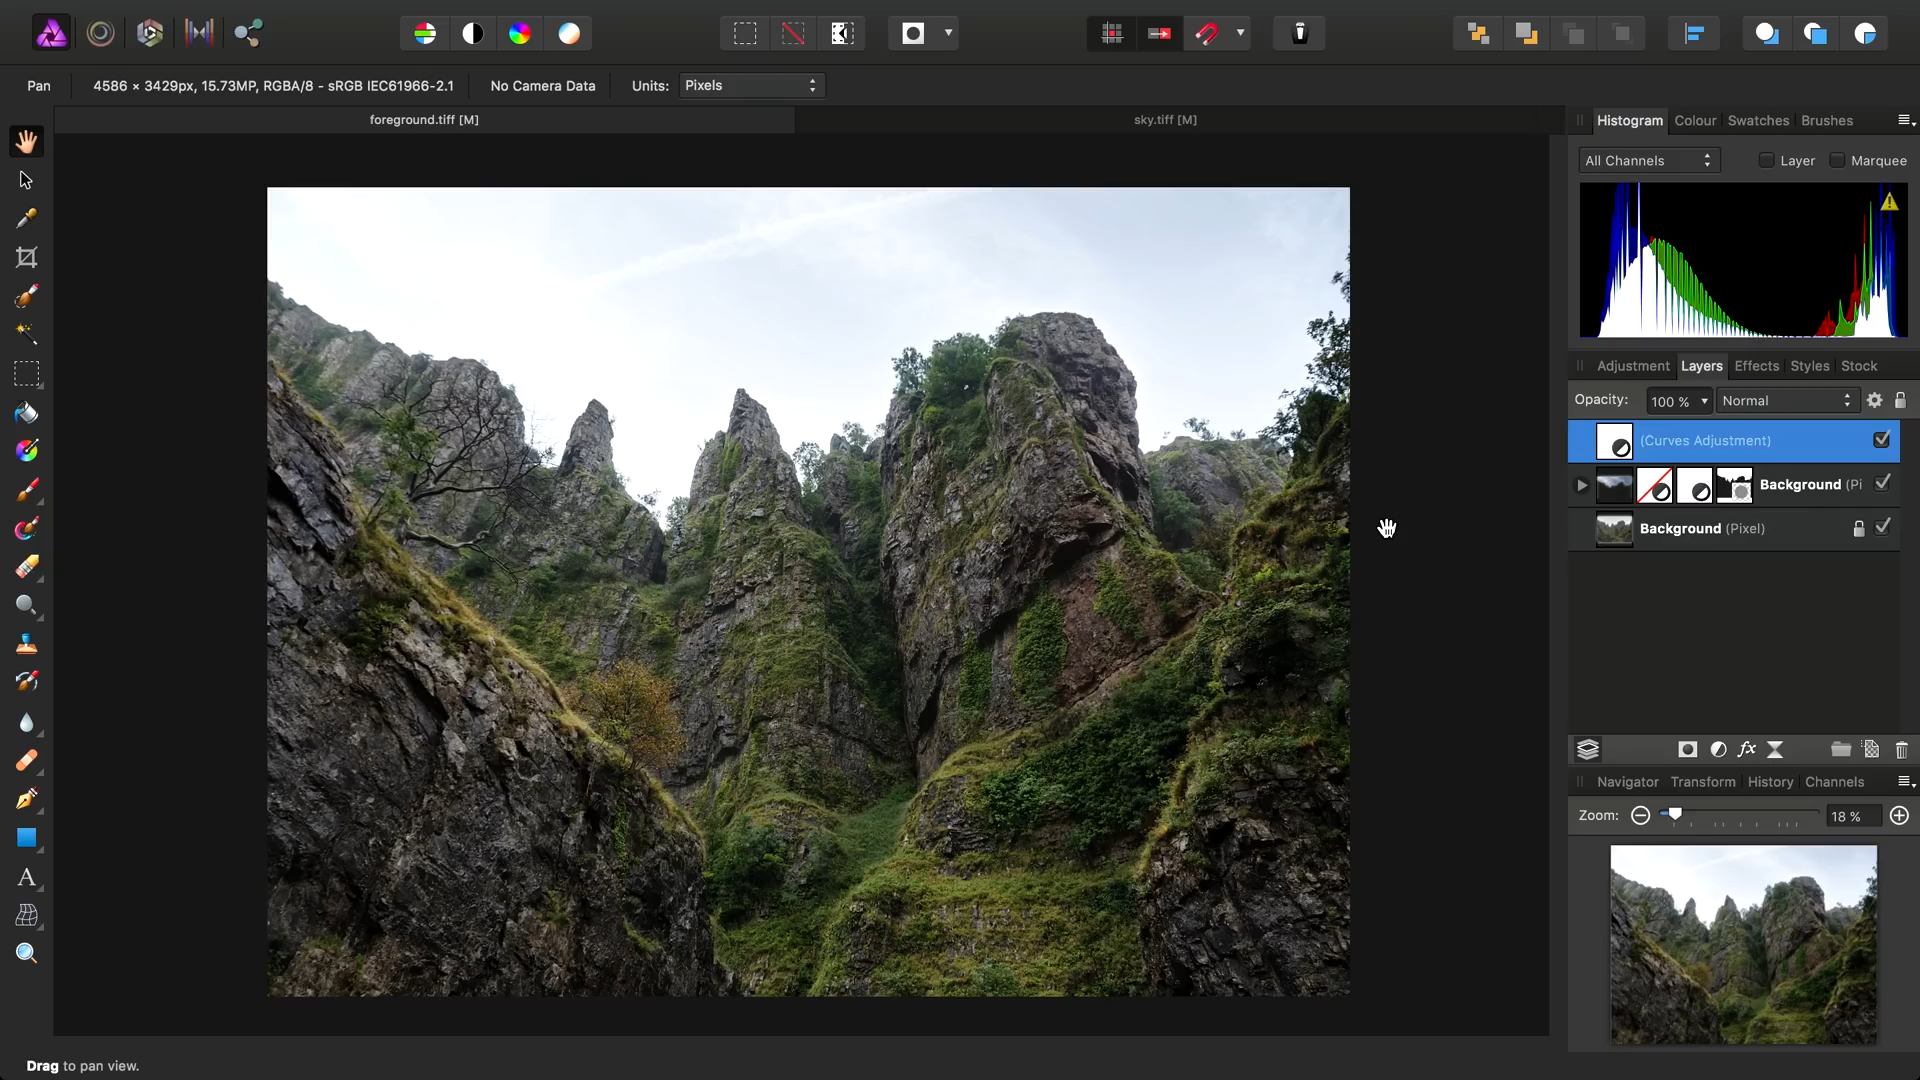 Pan 4586 × 3429px, 15.73MP, RGBA/8 - sRGB IEC61966-2.1 No Camera Data Units: Pixels
foreground.tiff [M] sky.tiff [M]
Histogram Colour Swatches Brushes
All Channels Layer Marquee
Adjustment Layers Effects Styles Stock
Opacity: 100 % Normal
(Curves Adjustment)
Background (Pi
Background (Pixel)
fx
Navigator Transform History Channels
Zoom: 18 %
A
Drag to pan view.